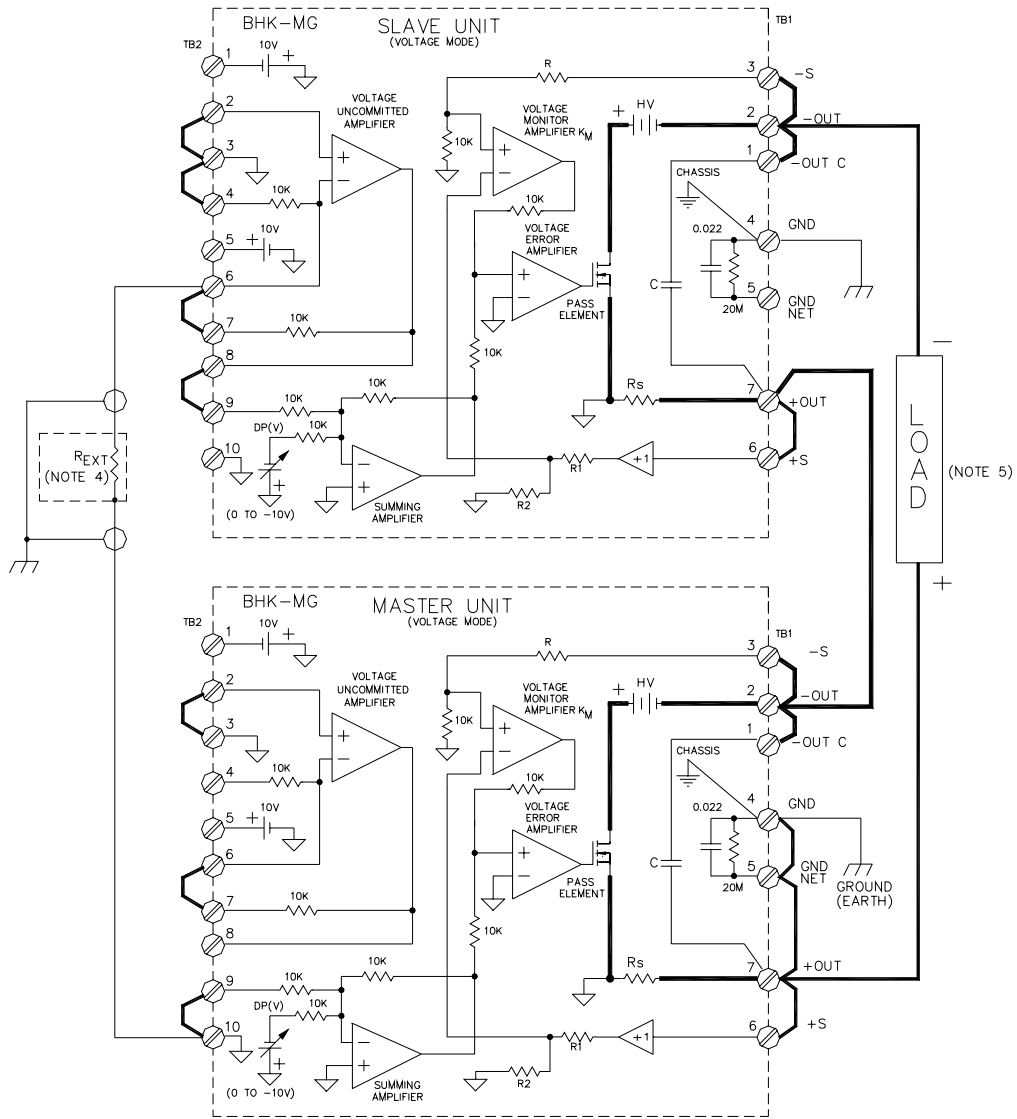 BHK-MG
SLAVE UNIT
(VOLTAGE MODE)
TB1
TB2
1
10V
+
2
3
4
10K
5
+
10V
6
7
10K
8
9
10K
10K
10
DP(V)
10K
+
(0 TO -10V)
VOLTAGE
UNCOMMITTED
AMPLIFIER
+
−
−
+
SUMMING
AMPLIFIER
R
10K
VOLTAGE
MONITOR
AMPLIFIER KM
+
−
10K
VOLTAGE
ERROR
AMPLIFIER
+
−
PASS
ELEMENT
10K
+
HV
Rs
R1
+1
R2
C
CHASSIS
0.022
20M
3
-S
2
-OUT
1
-OUT C
4
GND
5
GND
NET
7
+OUT
6
+S
−
LOAD
(NOTE 5)
+
REXT
(NOTE 4)
BHK-MG
MASTER UNIT
(VOLTAGE MODE)
TB1
TB2
1
10V
+
2
3
4
10K
5
+
10V
6
7
10K
8
9
10K
10K
10
DP(V)
10K
+
(0 TO -10V)
VOLTAGE
UNCOMMITTED
AMPLIFIER
+
−
−
+
SUMMING
AMPLIFIER
R
10K
VOLTAGE
MONITOR
AMPLIFIER KM
+
−
10K
VOLTAGE
ERROR
AMPLIFIER
+
−
PASS
ELEMENT
10K
+
HV
Rs
R1
+1
R2
C
CHASSIS
0.022
20M
3
-S
2
-OUT
1
-OUT C
4
GND
5
GND
NET
GROUND
(EARTH)
7
+OUT
6
+S